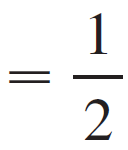 = 1/2